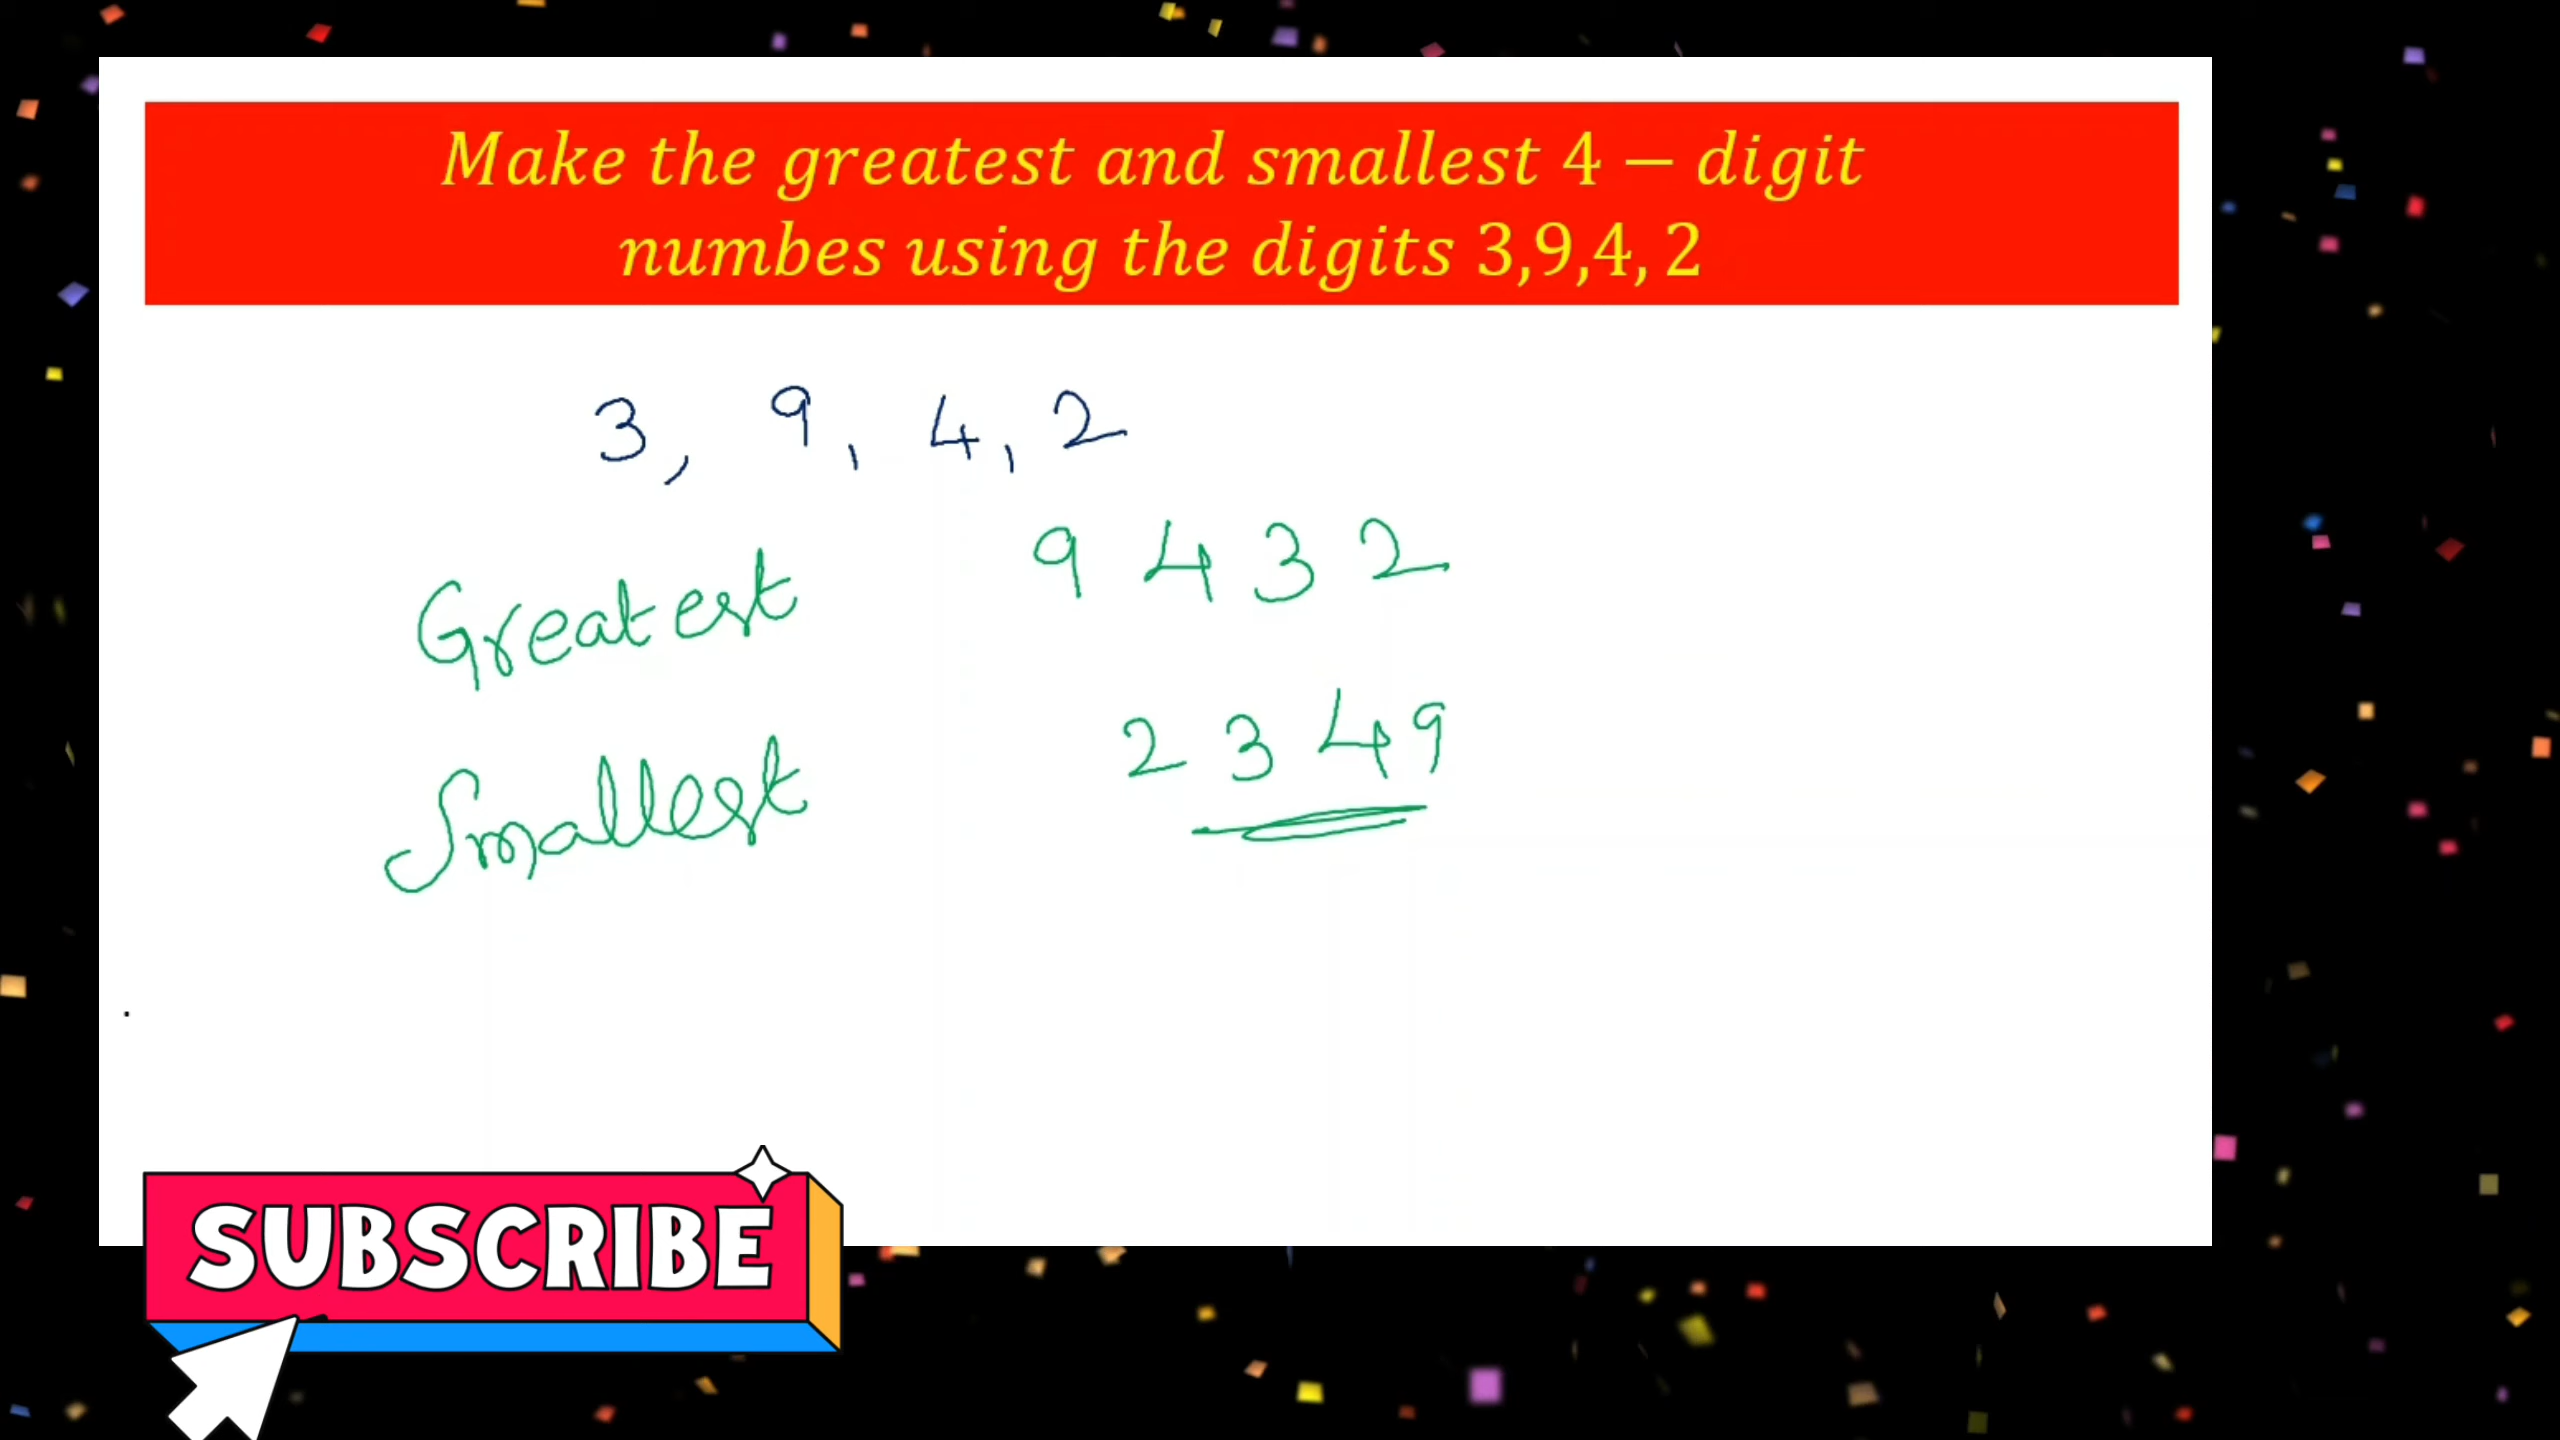 Make the greatest and smallest 4 − digit
numbes using the digits 3,9,4,2
3, 9, 4, 2
Greatest 9 4 3 2
Smallest 2 3 4 9
SUBSCRIBE